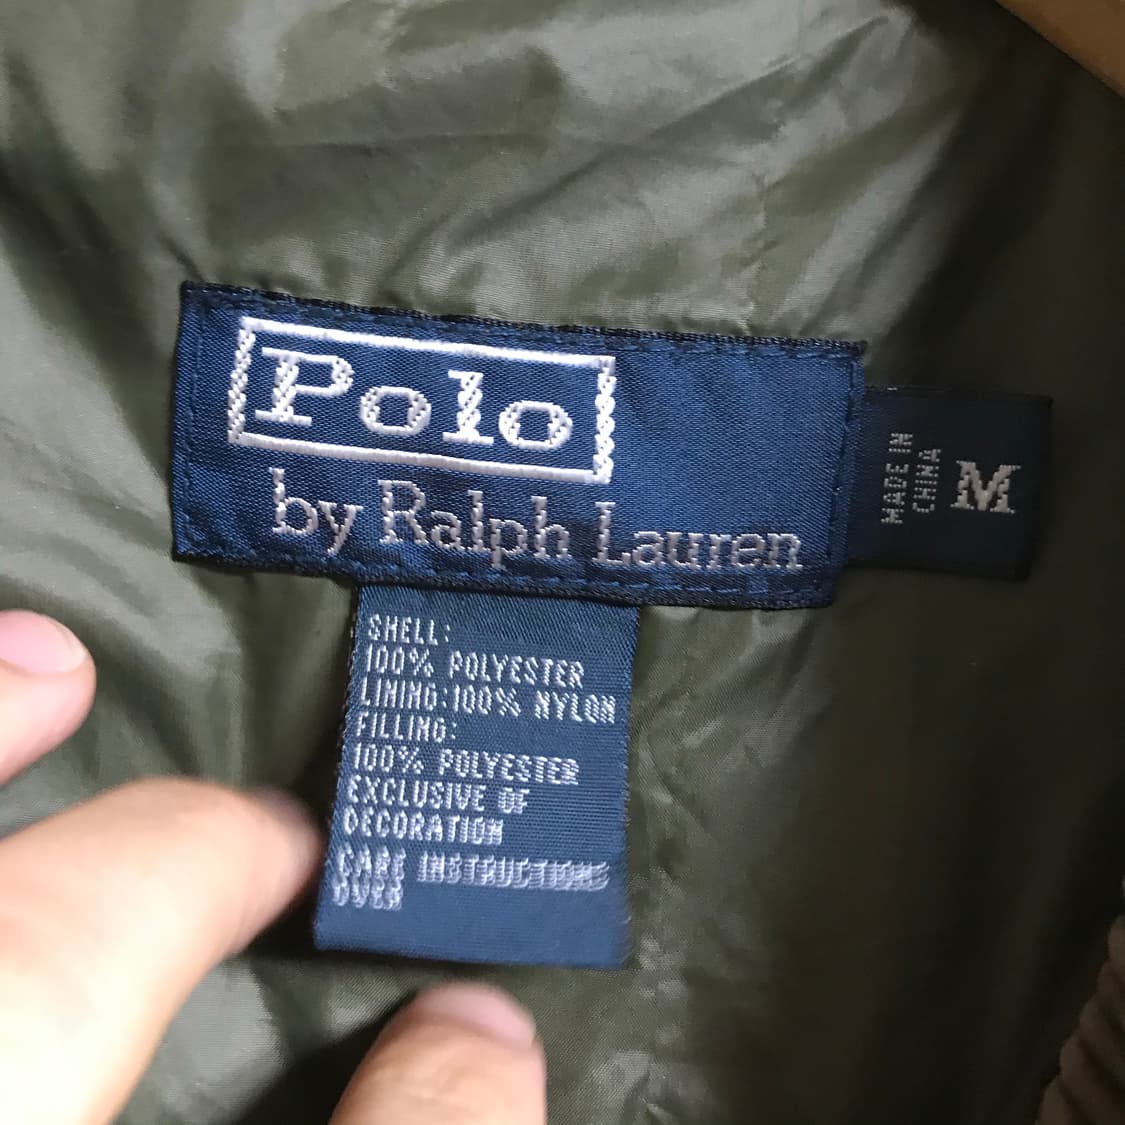 Polo
by Ralph Lauren
MADE IN
CHINA
M
SHELL:
100% POLYESTER
LINING:100% NYLON
FILLING:
100% POLYESTER
EXCLUSIVE OF
DECORATION
CARE INSTRUCTIONS
OVER